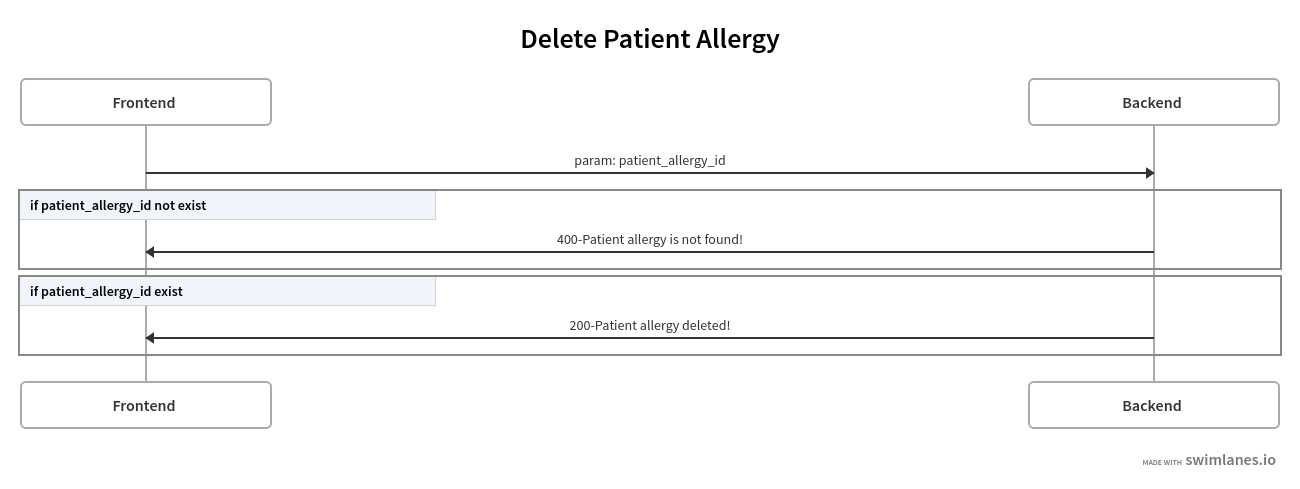 Delete Patient Allergy
Frontend
Backend
param: patient_allergy_id
if patient_allergy_id not exist
400-Patient allergy is not found!
if patient_allergy_id exist
200-Patient allergy deleted!
Frontend
Backend
MADE WITH swimlanes.io